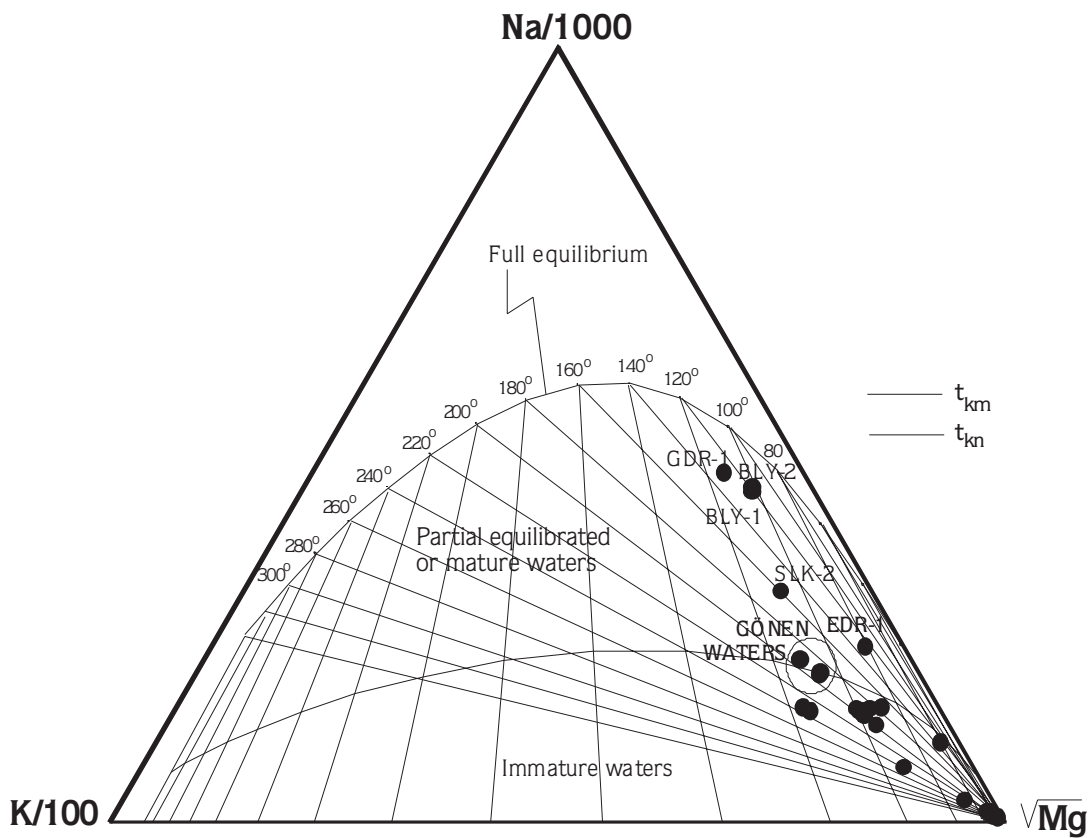 Na/1000
Full equilibrium
160°
140°
180°
120°
200°
100°
220°
80
240°
260°
280°
300°
t_km
t_kn
GDR-1
BLY-2
BLY-1
Partial equilibrated
or mature waters
SLK-2
GÖNEN
WATERS
EDR-1
Immature waters
K/100
√Mg